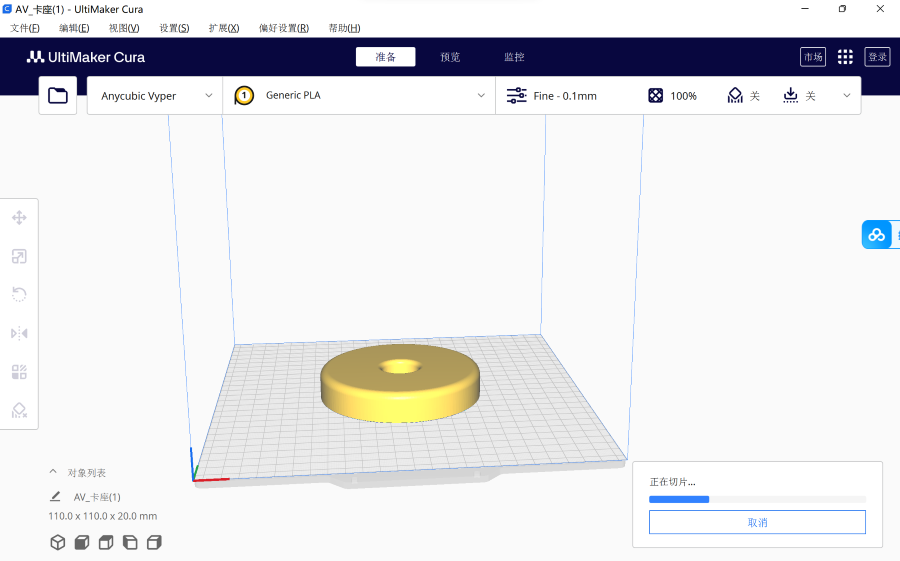 AV_卡座(1) - UltiMaker Cura
文件(F) 编辑(E) 视图(V) 设置(S) 扩展(X) 偏好设置(R) 帮助(H)
UltiMaker Cura 准备 预览 监控 市场 登录
Anycubic Vyper 1 Generic PLA Fine - 0.1mm 100% 关 关
对象列表
AV_卡座(1)
110.0 x 110.0 x 20.0 mm
正在切片...
取消